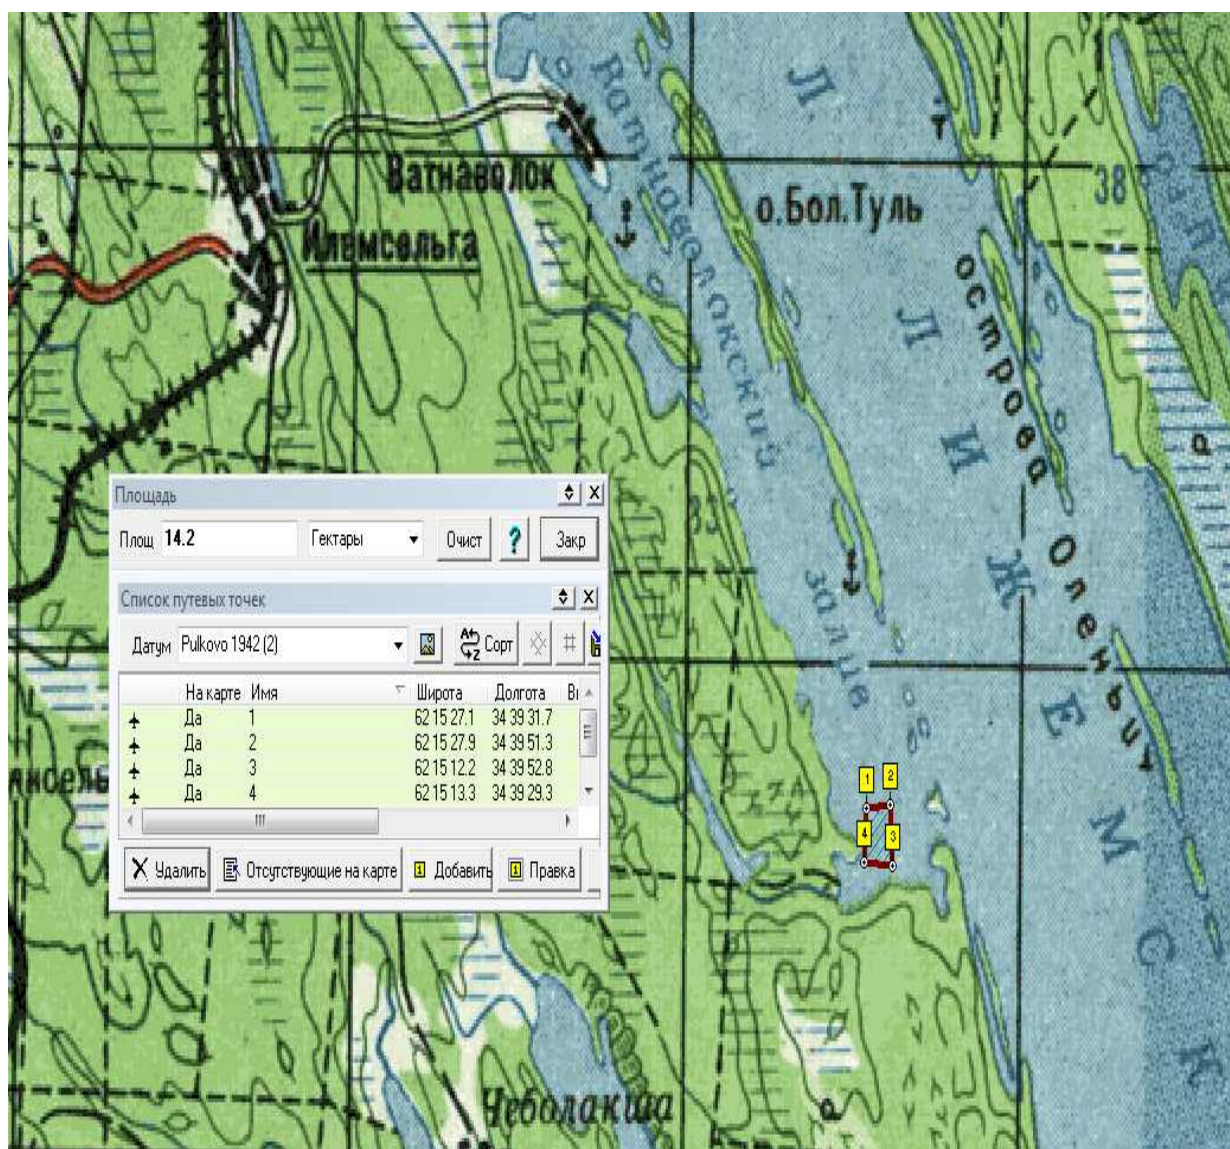 Л
Ватнаволокский
Т
Ватнаволок
38
о.Бол.Туль
Илемсельга
острова Оленьи
Л И Ж Е М С К
а
83
залив
Площадь
Площ 14.2 Гектары Очист ? Закр
Список путевых точек
Датум Pulkovo 1942 (2) Сорт
На карте Имя Широта Долгота
Да 1 62 15 27.1 34 39 31.7
Да 2 62 15 27.9 34 39 51.3
Да 3 62 15 12.2 34 39 52.8
Да 4 62 15 13.3 34 39 29.3
Удалить Отсутствующие на карте Добавить Правка
1 2
4 3
Чеболакша
а